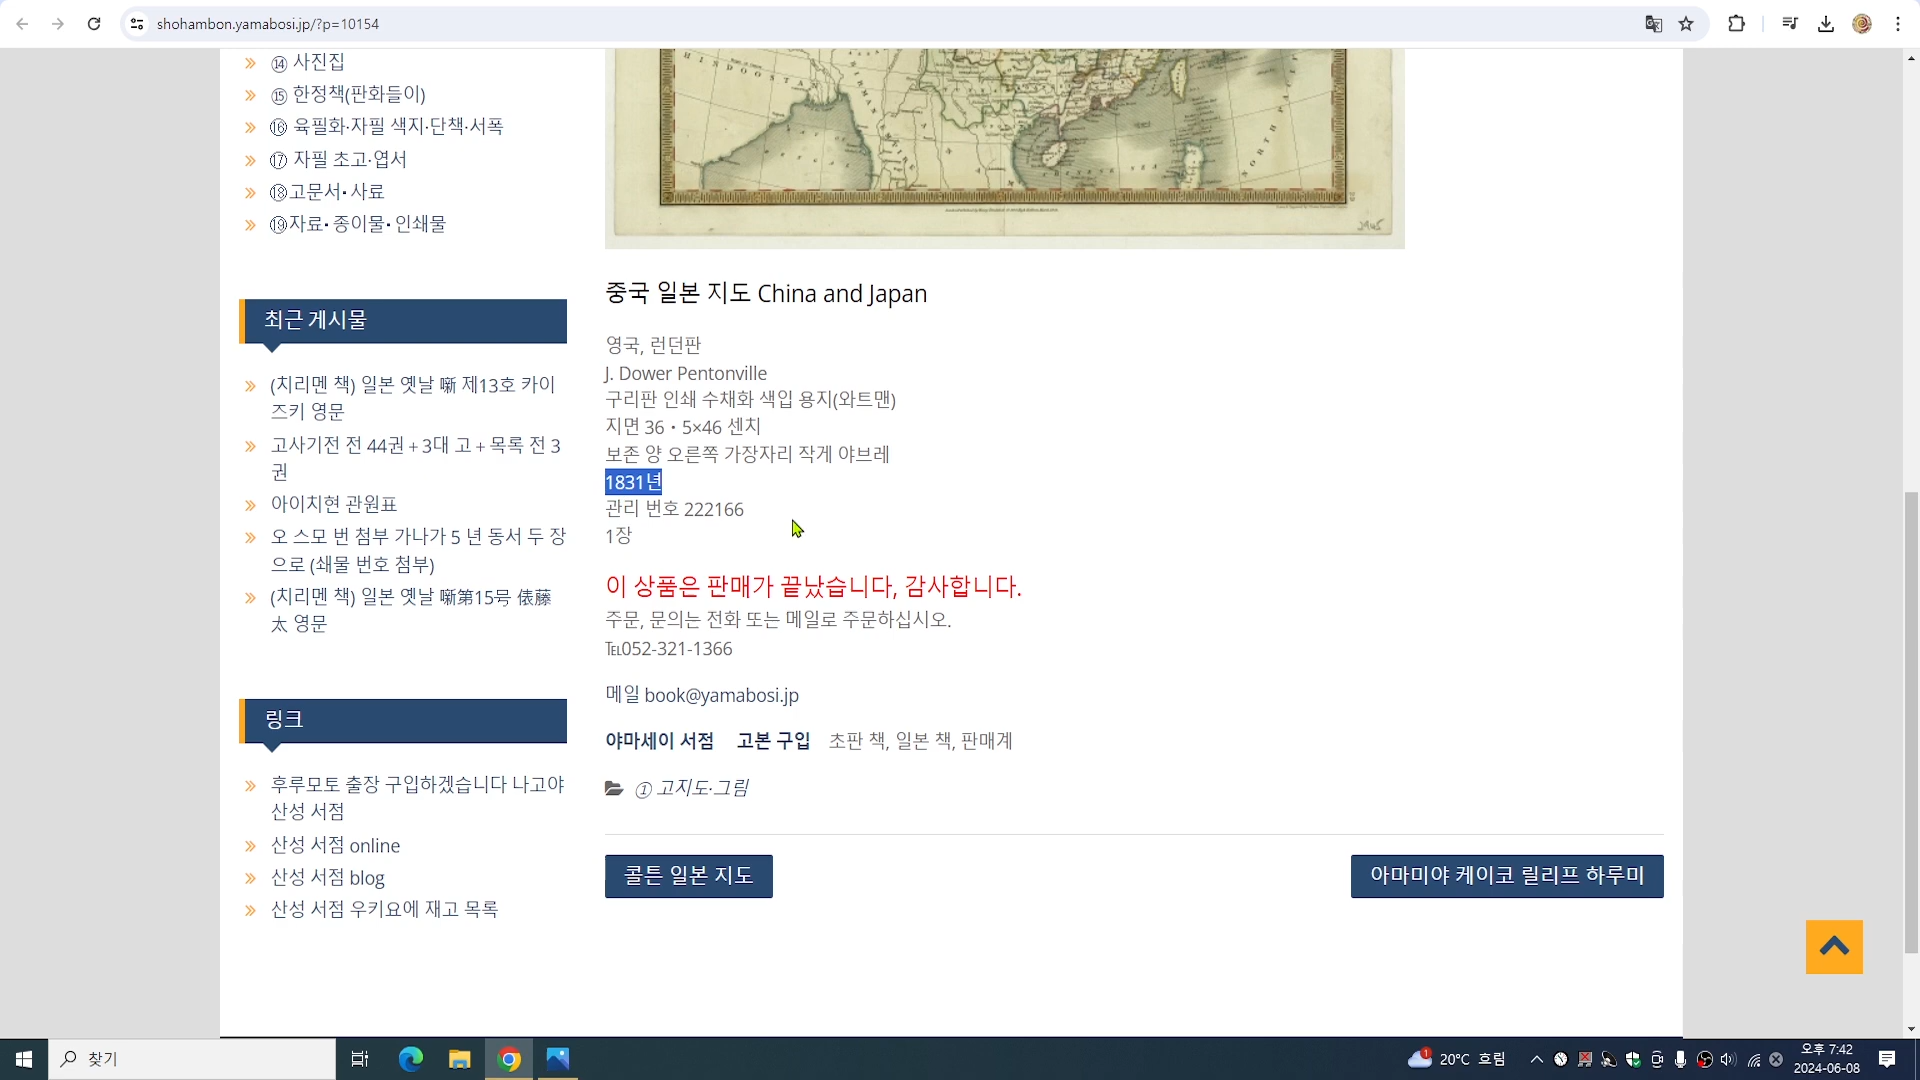 shohambon.yamabosi.jp/?p=10154
⑭ 사진집
⑮ 한정책(판화들이)
⑯ 육필화·자필 색지·단책·서폭
⑰ 자필 초고·엽서
⑱고문서· 사료
⑲자료· 종이물· 인쇄물
최근 게시물
(치리멘 책) 일본 옛날 噺 제13호 카이
즈키 영문
고사기전 전 44권 + 3대 고 + 목록 전 3
권
아이치현 관원표
오 스모 번 첨부 가나가 5 년 동서 두 장
으로 (쇄물 번호 첨부)
(치리멘 책) 일본 옛날 噺第15号 俵藤
太 영문
링크
후루모토 출장 구입하겠습니다 나고야
산성 서점
산성 서점 online
산성 서점 blog
산성 서점 우키요에 재고 목록
HINDOOSTAN
CHINESE SEA
중국 일본 지도 China and Japan
영국, 런던판
J. Dower Pentonville
구리판 인쇄 수채화 색입 용지(와트맨)
지면 36・5×46 센치
보존 양 오른쪽 가장자리 작게 야브레
1831년
관리 번호 222166
1장
이 상품은 판매가 끝났습니다, 감사합니다.
주문, 문의는 전화 또는 메일로 주문하십시오.
℡052-321-1366
메일 book@yamabosi.jp
야마세이 서점 고본 구입 초판 책, 일본 책, 판매계
① 고지도·그림
콜튼 일본 지도
아마미야 케이코 릴리프 하루미
찾기
1
20°C 흐림
오후 7:42
2024-06-08